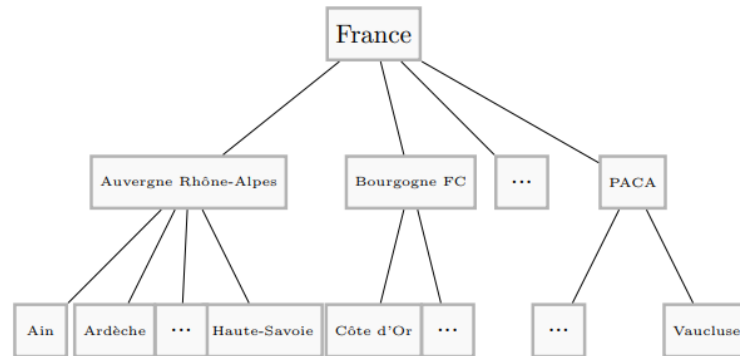 France
Auvergne Rhône-Alpes
Bourgogne FC
...
PACA
Ain
Ardèche
...
Haute-Savoie
Côte d'Or
...
...
Vaucluse